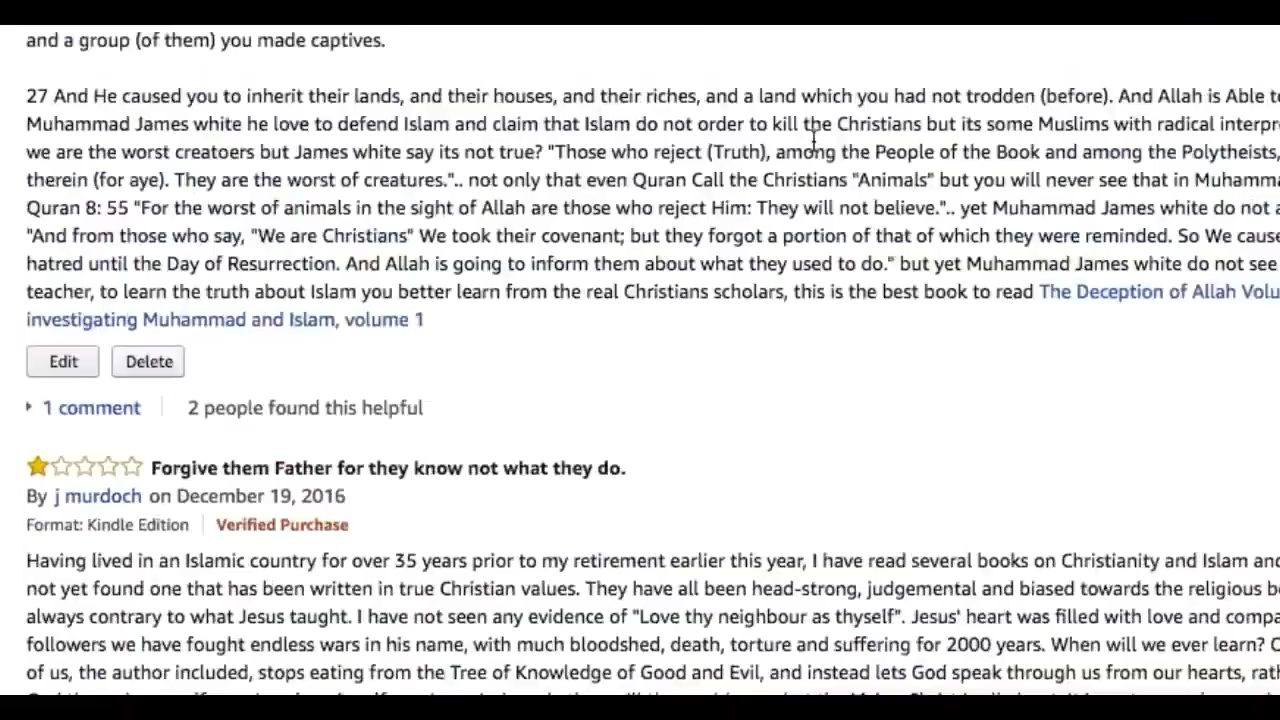 and a group (of them) you made captives.
27 And He caused you to inherit their lands, and their houses, and their riches, and a land which you had not trodden (before). And Allah is Able
Muhammad James white he love to defend Islam and claim that Islam do not order to kill the Christians but its some Muslims with radical
we are the worst creatoers but James white say its not true? "Those who reject (Truth), among the People of the Book and among the Polytheists,
therein (for aye). They are the worst of creatures.".. not only that even Quran Call the Christians "Animals" but you will never see that in
Quran 8: 55 "For the worst of animals in the sight of Allah are those who reject Him: They will not believe.".. yet Muhammad James white do not
"And from those who say, "We are Christians" We took their covenant; but they forgot a portion of that of which they were reminded. So We
hatred until the Day of Resurrection. And Allah is going to inform them about what they used to do." but yet Muhammad James white do not see
teacher, to learn the truth about Islam you better learn from the real Christians scholars, this is the best book to read The Deception of Allah
investigating Muhammad and Islam, volume 1
Edit Delete
1 comment 2 people found this helpful
Forgive them Father for they know not what they do.
By j murdoch on December 19, 2016
Format: Kindle Edition Verified Purchase
Having lived in an Islamic country for over 35 years prior to my retirement earlier this year, I have read several books on Christianity and Islam
not yet found one that has been written in true Christian values. They have all been head-strong, judgemental and biased towards the religious
always contrary to what Jesus taught. I have not seen any evidence of "Love thy neighbour as thyself". Jesus' heart was filled with love and
followers we have fought endless wars in his name, with much bloodshed, death, torture and suffering for 2000 years. When will we ever learn?
of us, the author included, stops eating from the Tree of Knowledge of Good and Evil, and instead lets God speak through us from our hearts,